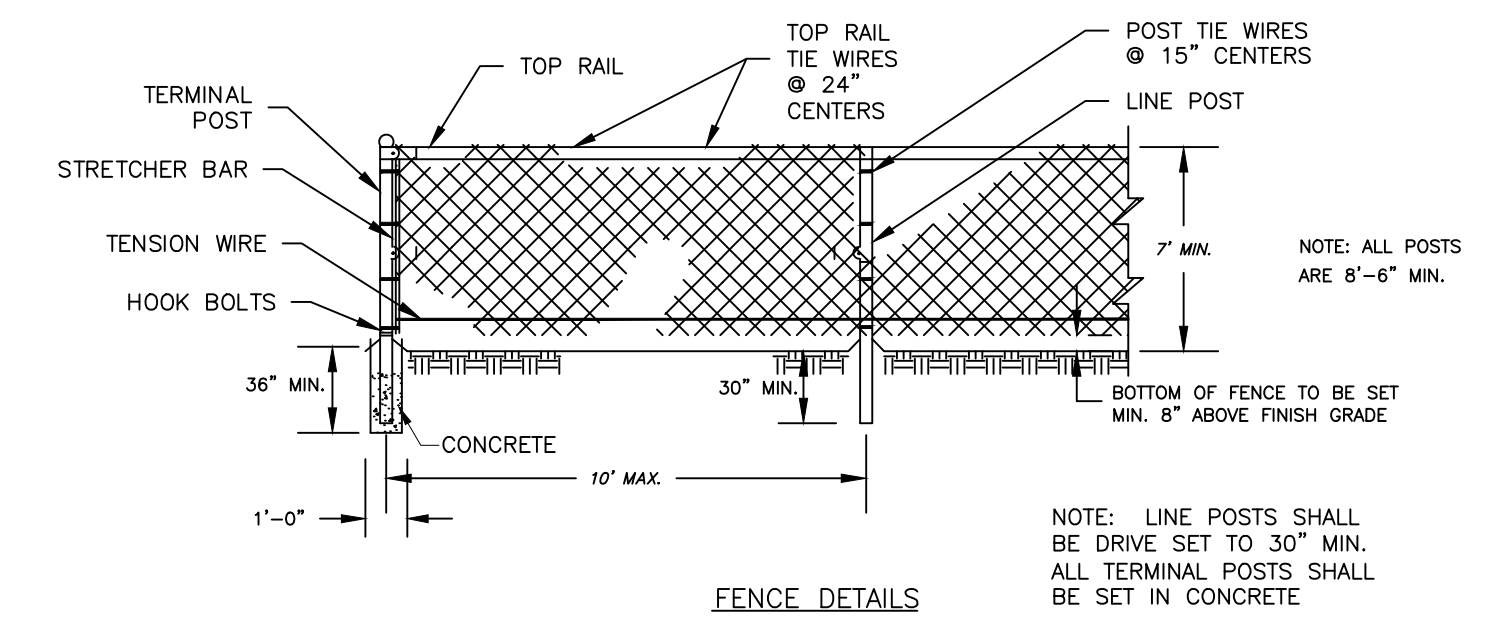 TOP RAIL
TERMINAL
POST
STRETCHER BAR
TENSION WIRE
HOOK BOLTS
TOP RAIL
TIE WIRES
@ 24"
CENTERS
POST TIE WIRES
@ 15" CENTERS
LINE POST
7' MIN.
NOTE: ALL POSTS
ARE 8'-6" MIN.
36" MIN.
30" MIN.
BOTTOM OF FENCE TO BE SET
MIN. 8" ABOVE FINISH GRADE
CONCRETE
10' MAX.
1'-0"
NOTE: LINE POSTS SHALL
BE DRIVE SET TO 30" MIN.
ALL TERMINAL POSTS SHALL
BE SET IN CONCRETE
FENCE DETAILS